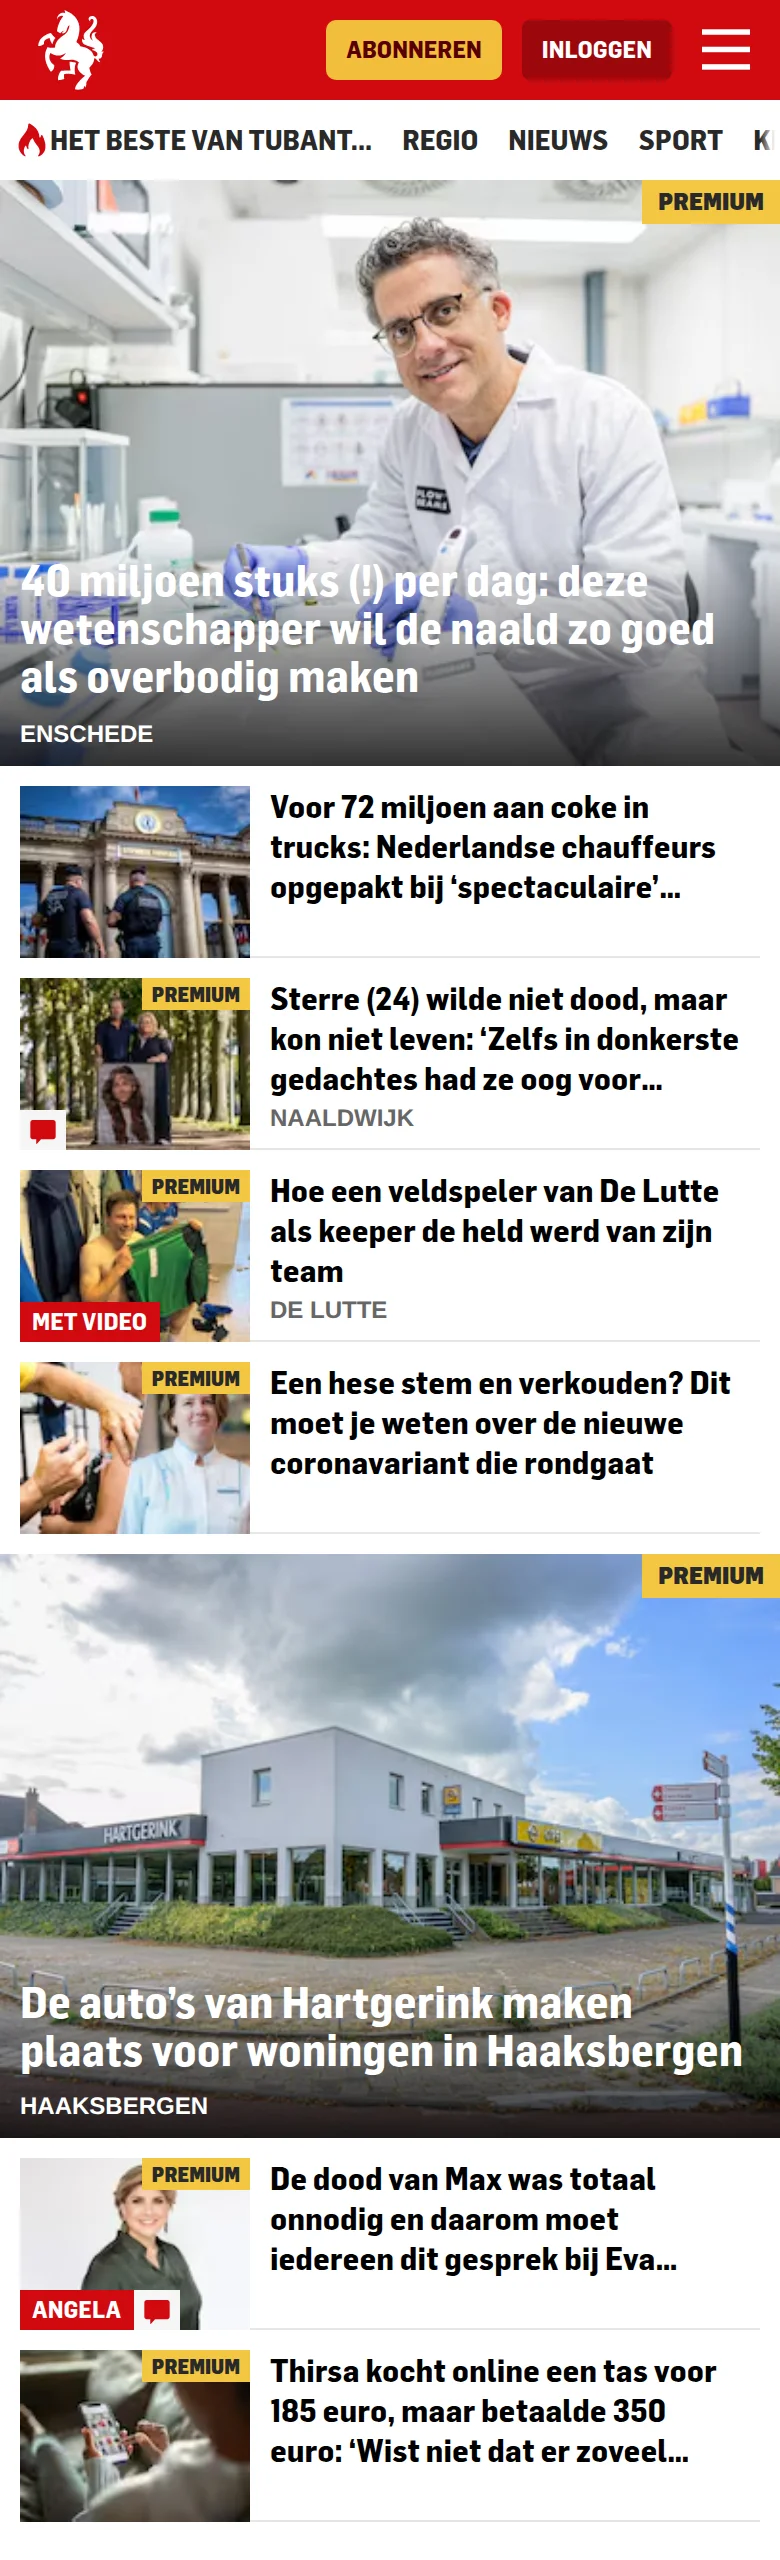 ABONNEREN
INLOGGEN
HET BESTE VAN TUBANT...
REGIO
NIEUWS
SPORT
PREMIUM
40 miljoen stuks (!) per dag: deze
wetenschapper wil de naald zo goed
als overbodig maken
ENSCHEDE
Voor 72 miljoen aan coke in
trucks: Nederlandse chauffeurs
opgepakt bij ‘spectaculaire’...
PREMIUM
Sterre (24) wilde niet dood, maar
kon niet leven: ‘Zelfs in donkerste
gedachtes had ze oog voor...
NAALDWIJK
PREMIUM
MET VIDEO
Hoe een veldspeler van De Lutte
als keeper de held werd van zijn
team
DE LUTTE
PREMIUM
Een hese stem en verkouden? Dit
moet je weten over de nieuwe
coronavariant die rondgaat
PREMIUM
HARTGERINK
De auto’s van Hartgerink maken
plaats voor woningen in Haaksbergen
HAAKSBERGEN
PREMIUM
ANGELA
De dood van Max was totaal
onnodig en daarom moet
iedereen dit gesprek bij Eva...
PREMIUM
Thirsa kocht online een tas voor
185 euro, maar betaalde 350
euro: ‘Wist niet dat er zoveel...